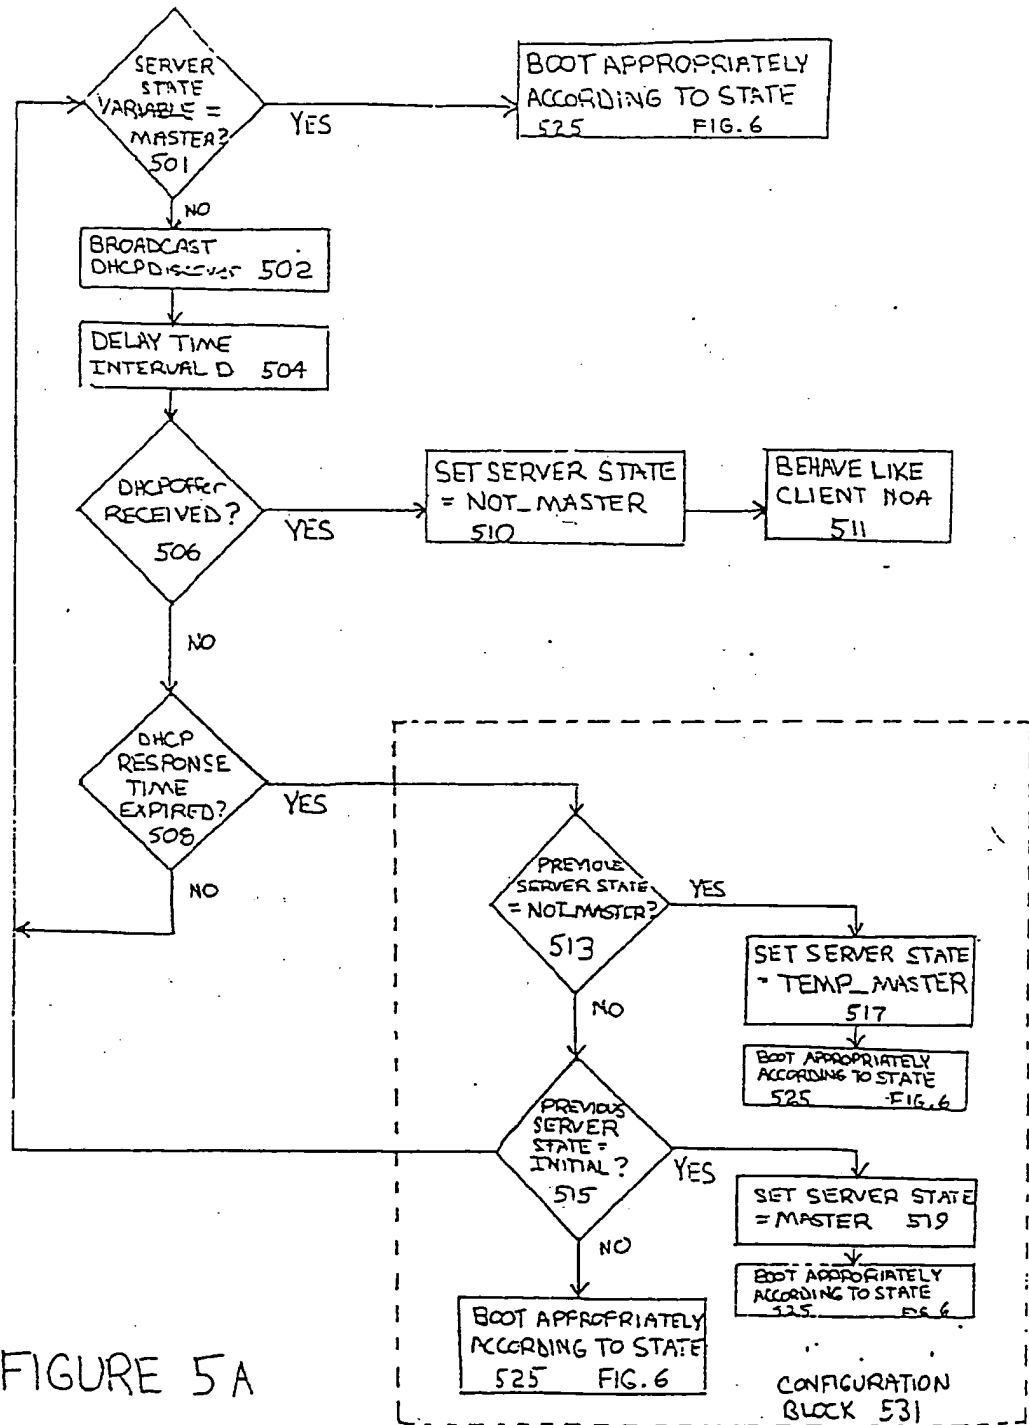 SERVER
STATE
VARIABLE =
MASTER?
501
YES
BOOT APPROPRIATELY
ACCORDING TO STATE
525 FIG. 6
NO
BROADCAST
DHCPDiscover 502
DELAY TIME
INTERVAL D 504
DHCPOffer
RECEIVED?
506
YES
SET SERVER STATE
= NOT_MASTER
510
BEHAVE LIKE
CLIENT NOA
511
NO
DHCP
RESPONSE
TIME
EXPIRED?
508
YES
NO
SERVER STATE
= NOT_MASTER?
513
YES
SET SERVER STATE
= TEMP_MASTER
517
BOOT APPROPRIATELY
ACCORDING TO STATE
525 FIG. 6
NO
PREVIOUS
SERVER
STATE =
INITIAL?
515
YES
SET SERVER STATE
= MASTER 519
BOOT APPROPRIATELY
ACCORDING TO STATE
525 FIG 6
NO
BOOT APPROPRIATELY
ACCORDING TO STATE
525 FIG. 6
CONFIGURATION
BLOCK 531
FIGURE 5A